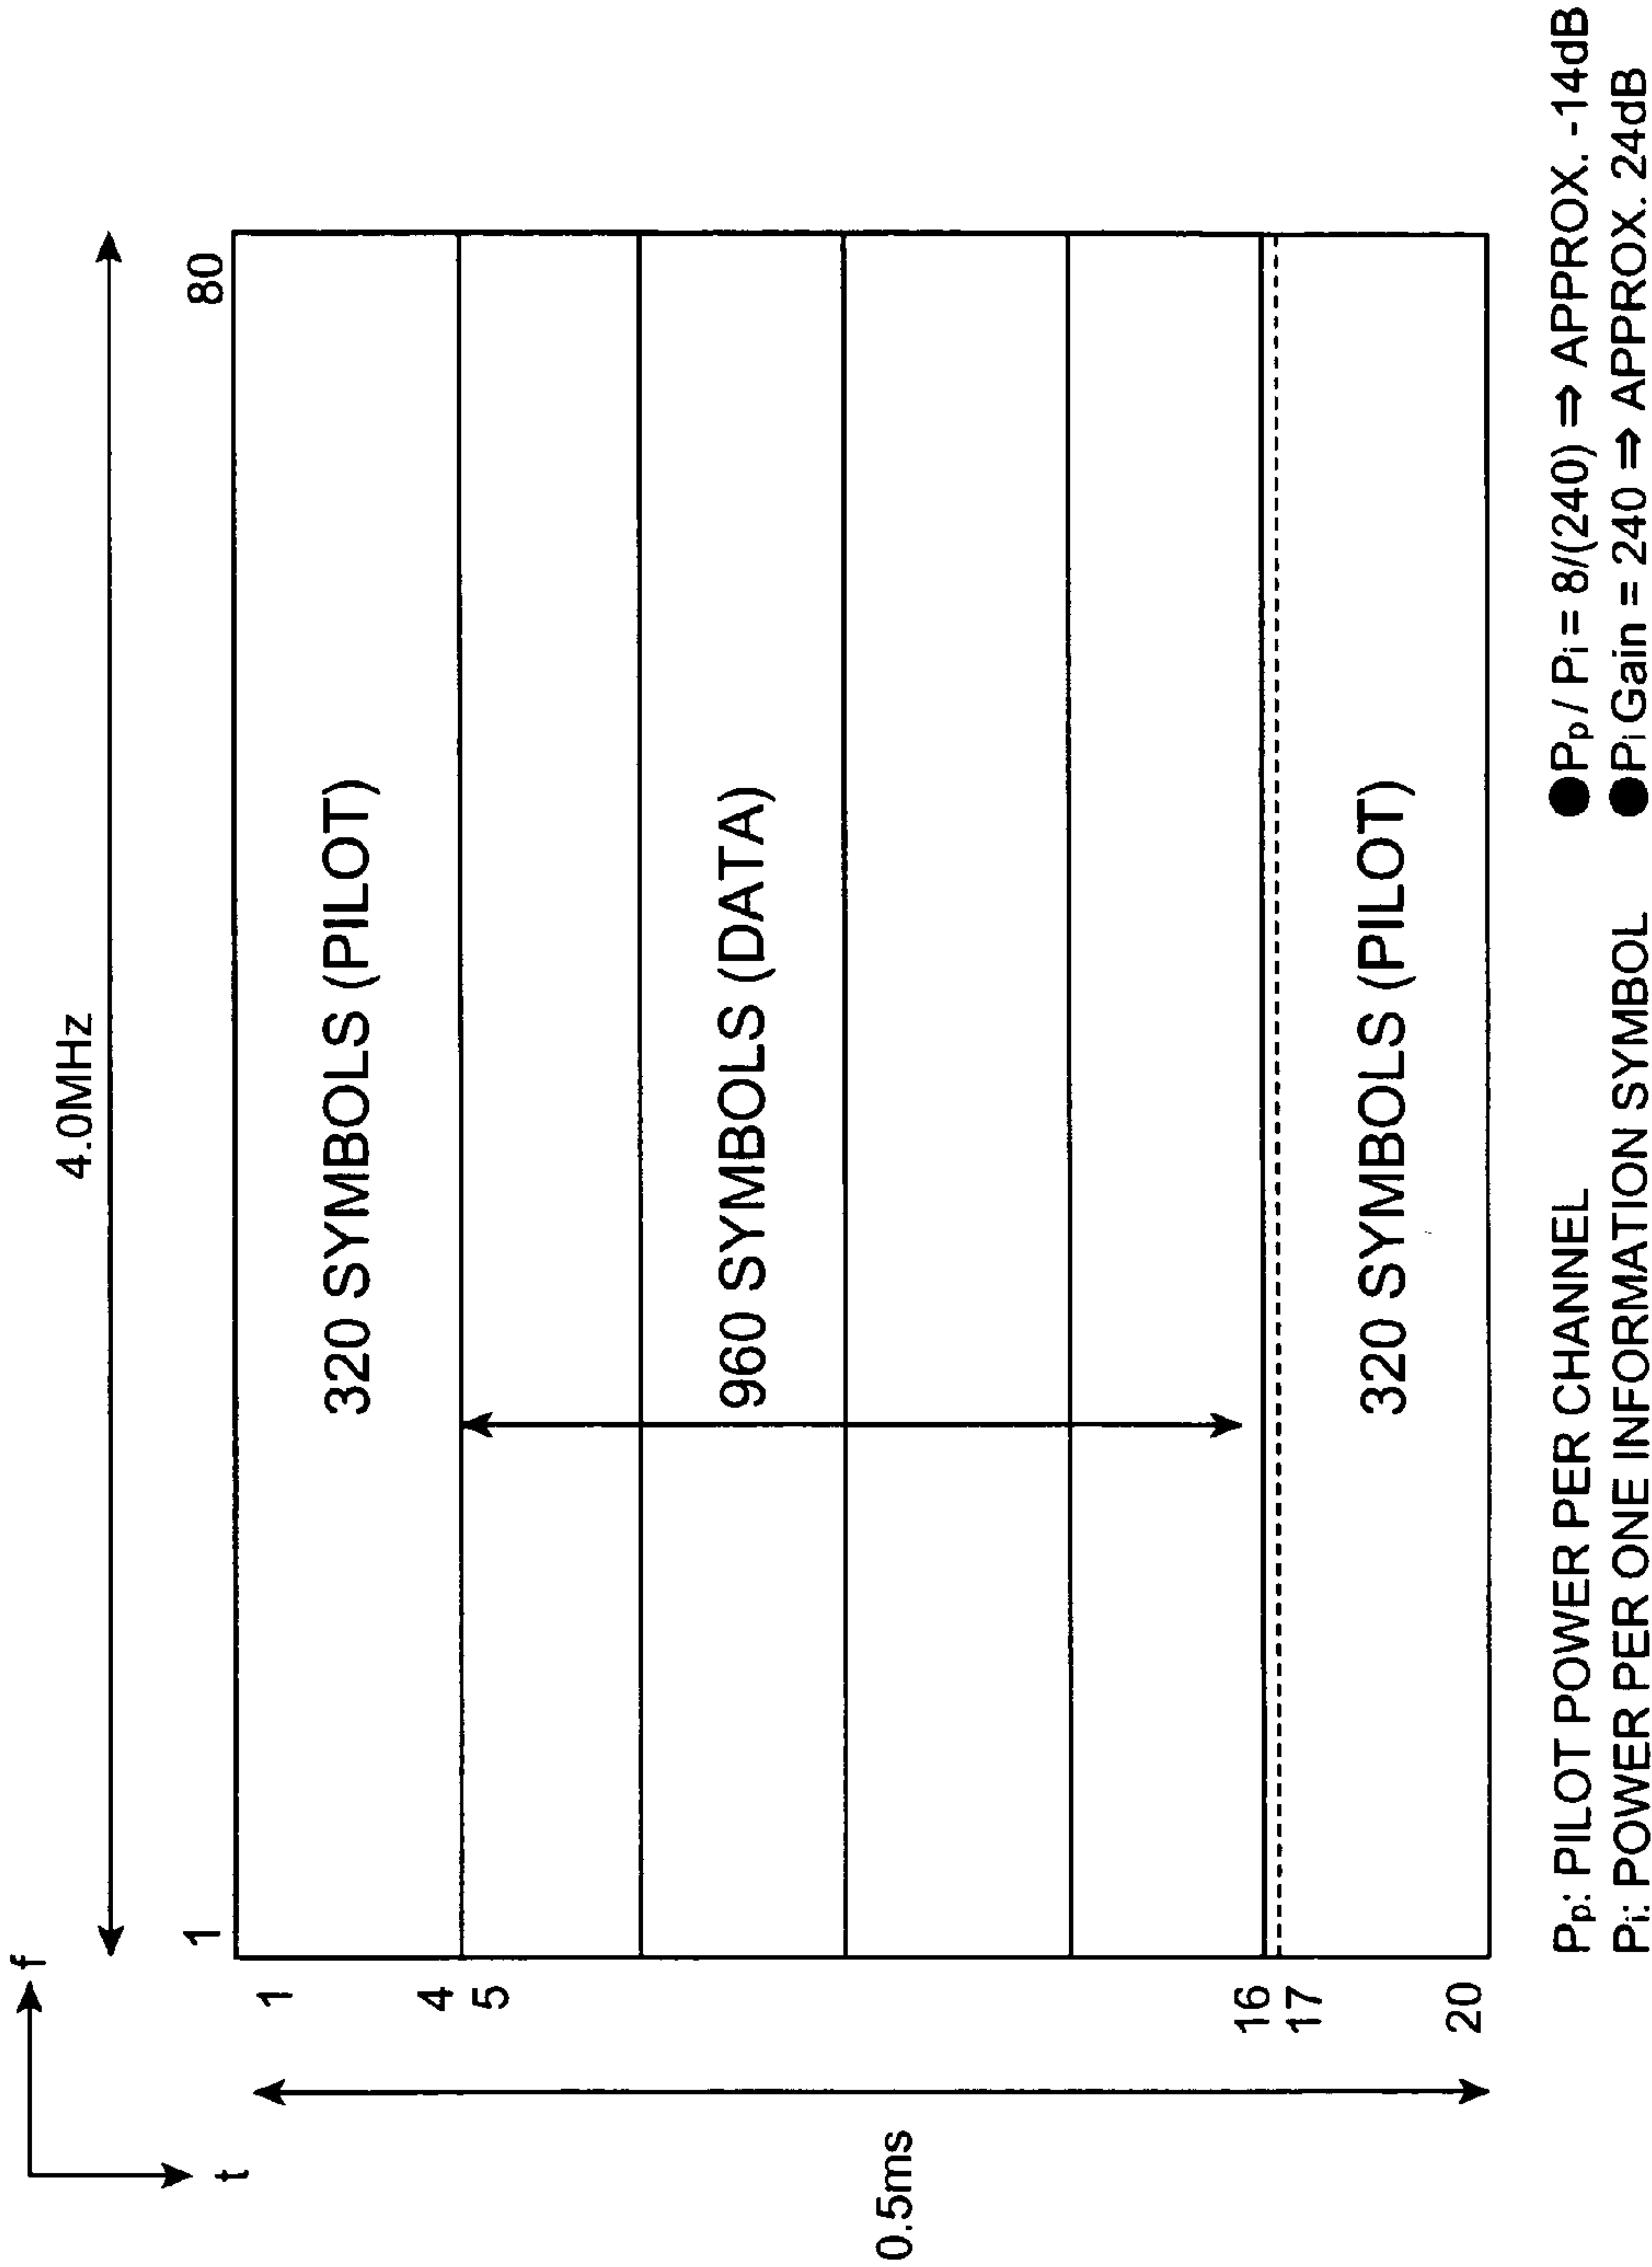 f
t
4.0MHz
1
80
0.5ms
1
4
5
16
17
20
320 SYMBOLS (PILOT)
960 SYMBOLS (DATA)
320 SYMBOLS (PILOT)
Pp: PILOT POWER PER CHANNEL
Pi: POWER PER ONE INFORMATION SYMBOL
●Pp / Pi = 8/(240) ⇒ APPROX. -14dB
●Pi Gain = 240 ⇒ APPROX. 24dB